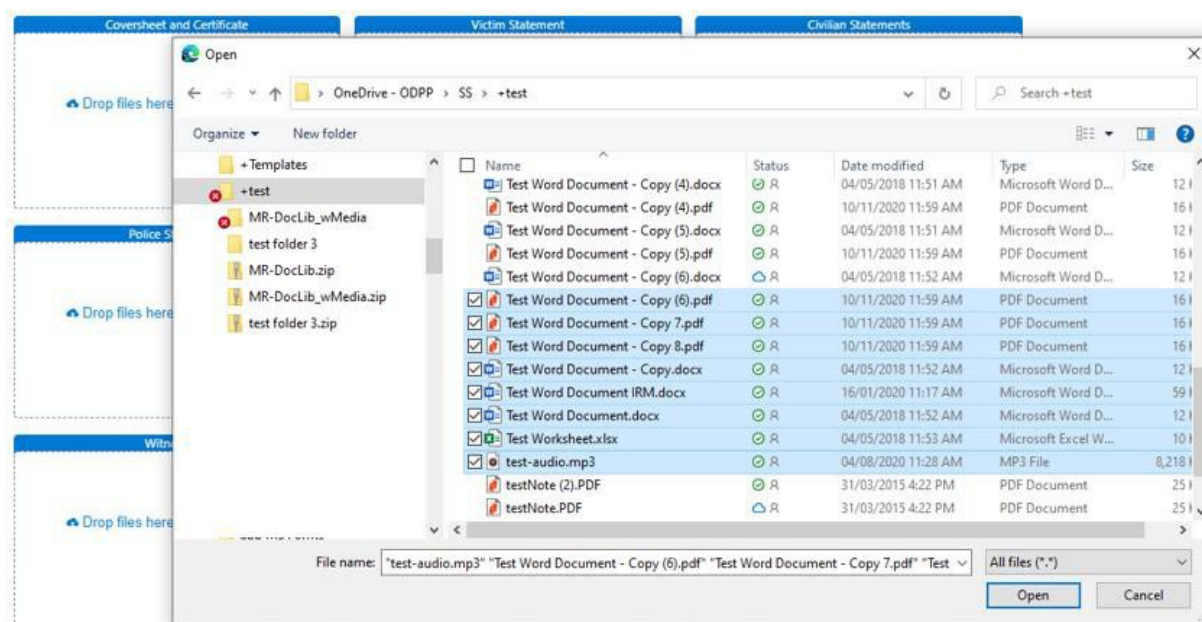 Coversheet and Certificate Victim Statement Civilian Statements
Open
OneDrive - ODPP > SS > +test Search +test
Organize New folder
+Templates
+test
MR-DocLib_wMedia
test folder 3
MR-DocLib.zip
MR-DocLib_wMedia.zip
test folder 3.zip
Name Status Date modified Type Size
Test Word Document - Copy (4).docx 04/05/2018 11:51 AM Microsoft Word D... 12
Test Word Document - Copy (4).pdf 10/11/2020 11:59 AM PDF Document 16
Test Word Document - Copy (5).docx 04/05/2018 11:51 AM Microsoft Word D... 12
Test Word Document - Copy (5).pdf 10/11/2020 11:59 AM PDF Document 16
Test Word Document - Copy (6).docx 04/05/2018 11:52 AM Microsoft Word D... 12
Test Word Document - Copy (6).pdf 10/11/2020 11:59 AM PDF Document 16
Test Word Document - Copy 7.pdf 10/11/2020 11:59 AM PDF Document 16
Test Word Document - Copy 8.pdf 10/11/2020 11:59 AM PDF Document 16
Test Word Document - Copy.docx 04/05/2018 11:52 AM Microsoft Word D... 12
Test Word Document IRM.docx 16/01/2020 11:17 AM Microsoft Word D... 59
Test Word Document.docx 04/05/2018 11:52 AM Microsoft Word D... 12
Test Worksheet.xlsx 04/05/2018 11:53 AM Microsoft Excel W... 10
test-audio.mp3 04/08/2020 11:28 AM MP3 File 8,218
testNote (2).PDF 31/03/2015 4:22 PM PDF Document 25
testNote.PDF 31/03/2015 4:22 PM PDF Document 25
Drop files here
Police S
Drop files here
Witn
Drop files here
File name: "test-audio.mp3" "Test Word Document - Copy (6).pdf" "Test Word Document - Copy 7.pdf" "Test All files (*.*)
Open Cancel